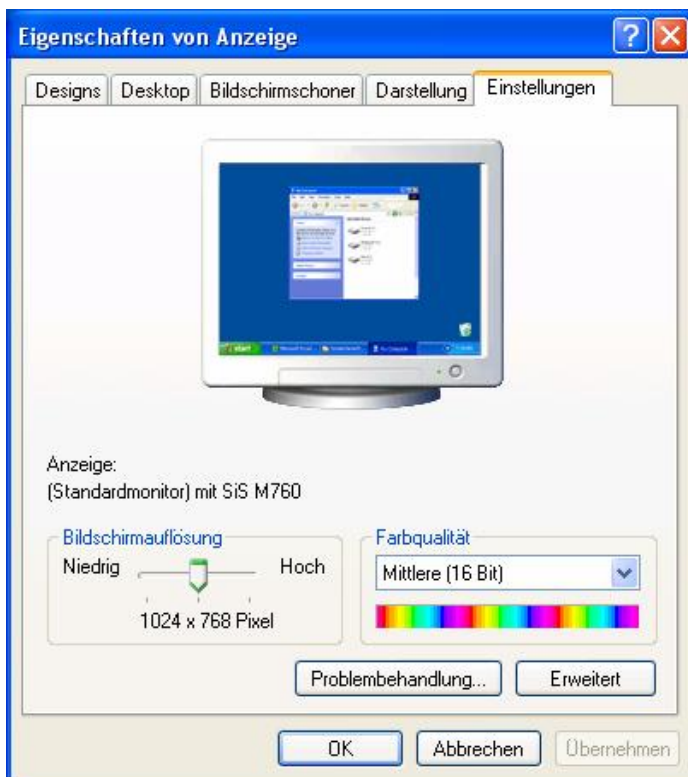 Eigenschaften von Anzeige
Designs Desktop Bildschirmschoner Darstellung Einstellungen
start
Anzeige:
(Standardmonitor) mit SiS M760
Bildschirmauflösung
Niedrig Hoch
1024 x 768 Pixel
Farbqualität
Mittlere (16 Bit)
Problembehandlung... Erweitert
OK Abbrechen Übernehmen